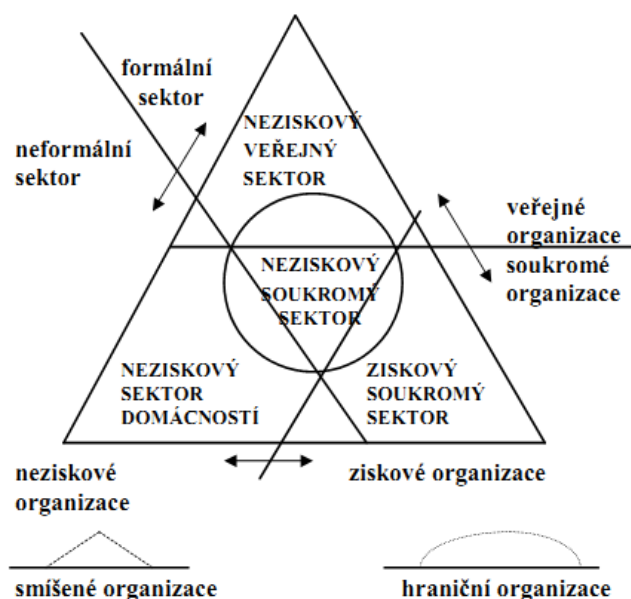 formální
sektor
neformální
sektor
NEZISKOVÝ
VEŘEJNÝ
SEKTOR
veřejné
organizace
soukromé
organizace
NEZISKOVÝ
SOUKROMÝ
SEKTOR
NEZISKOVÝ
SEKTOR
DOMÁCNOSTÍ
ZISKOVÝ
SOUKROMÝ
SEKTOR
neziskové
organizace
ziskové organizace
smíšené organizace
hraniční organizace